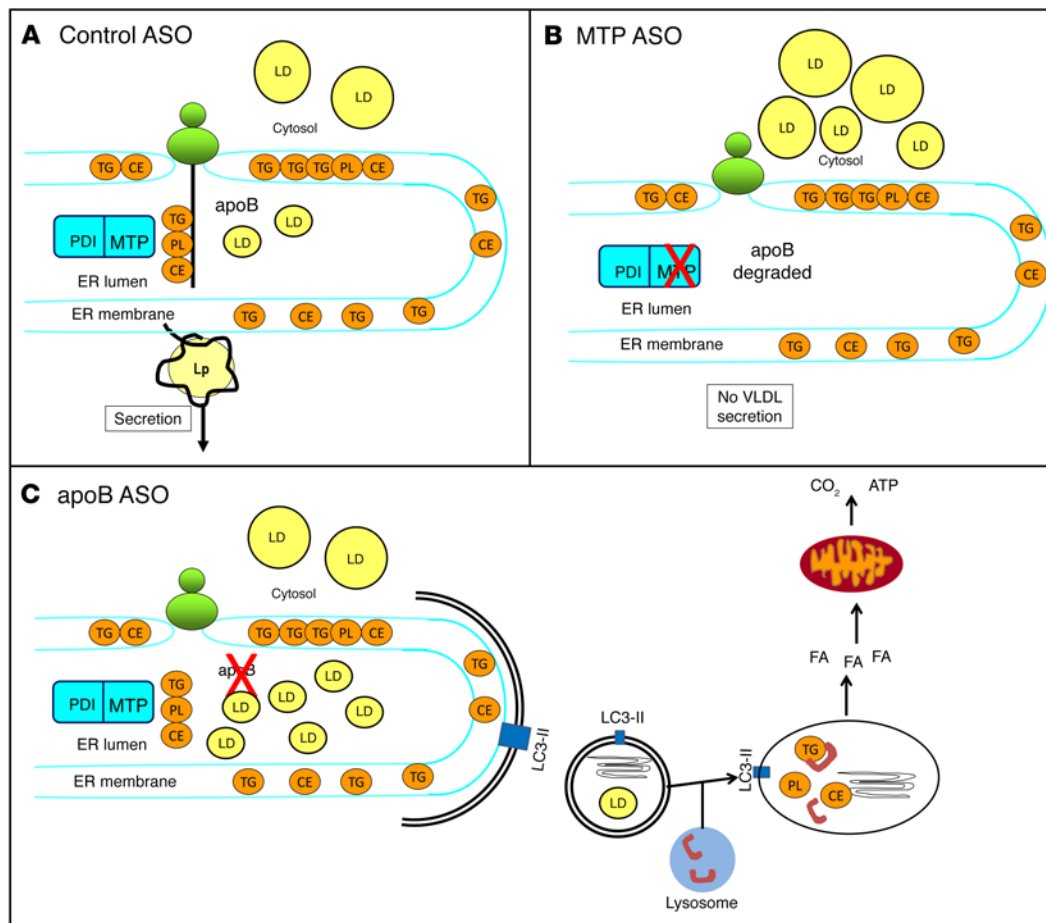 A Control ASO
LD
LD
Cytosol
TG CE
TG TG TG PL CE
TG
apoB
TG
PDI MTP
PL
LD
LD
CE
CE
ER lumen
ER membrane
TG CE TG TG
Lp
Secretion
B MTP ASO
LD
LD
LD
LD
LD
Cytosol
TG CE
TG TG TG PL CE
TG
PDI MTP
apoB
degraded
CE
ER lumen
ER membrane
TG CE TG TG
No VLDL
secretion
C apoB ASO
LD
LD
Cytosol
TG CE
TG TG TG PL CE
apoB
TG
TG
PDI MTP
PL
CE
LD
LD
LD
LD
LD
LD
CE
ER lumen
LC3-II
ER membrane
TG CE TG TG
LC3-II
LD
Lysosome
LC3-II
TG
PL
CE
FA FA FA
CO2 ATP